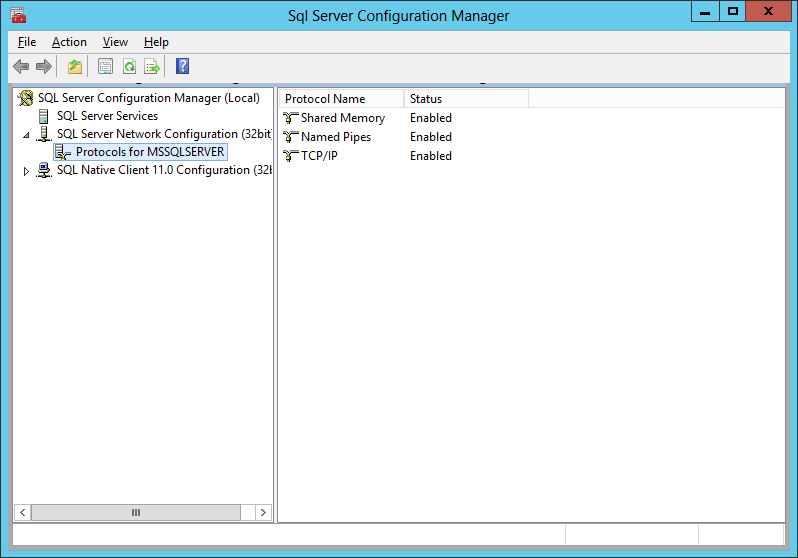 Sql Server Configuration Manager
File Action View Help
SQL Server Configuration Manager (Local)
SQL Server Services
SQL Server Network Configuration (32bit
Protocols for MSSQLSERVER
SQL Native Client 11.0 Configuration (32b
Protocol Name Status
Shared Memory Enabled
Named Pipes Enabled
TCP/IP Enabled